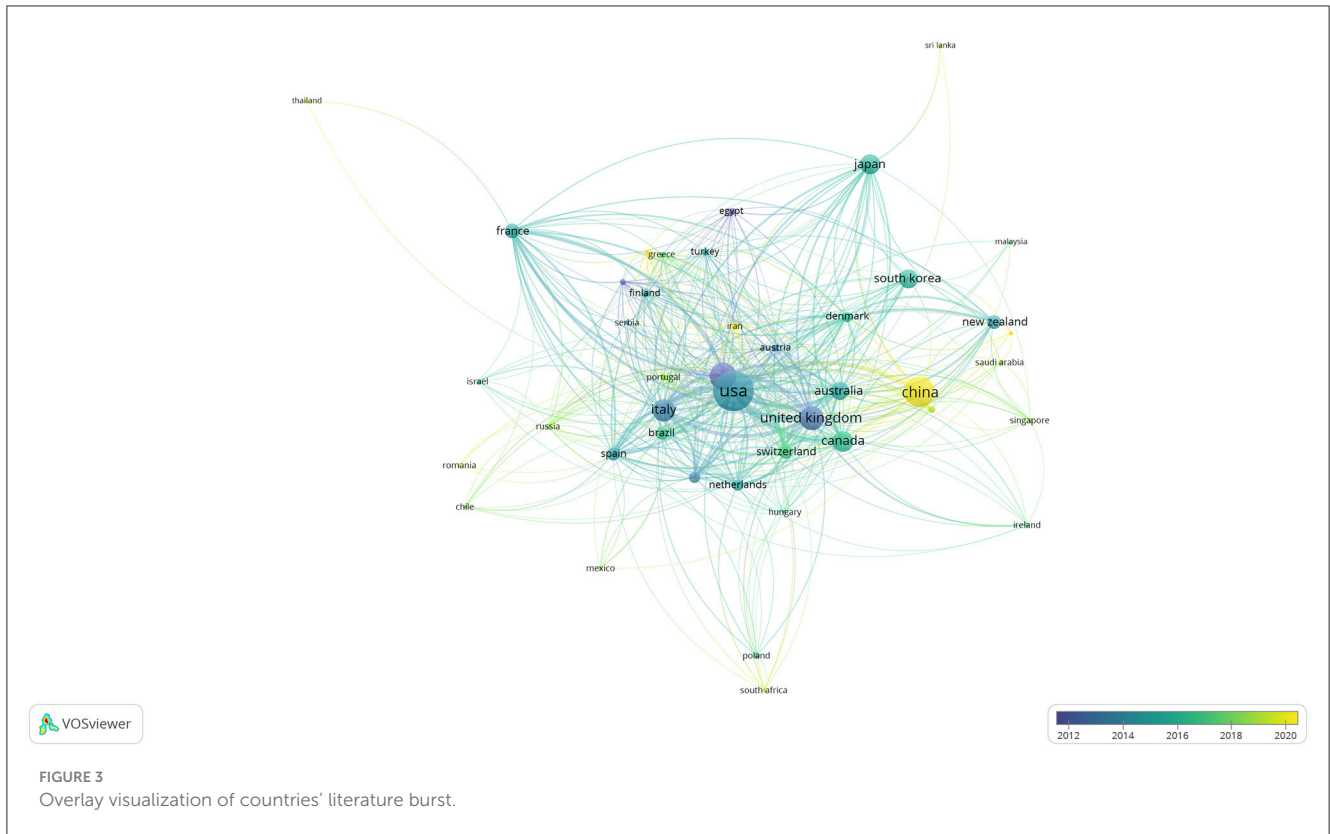 sri lanka
thailand
japan
egypt
france
malaysia
greece
turkey
south korea
finland
denmark
new zealand
serbia
iran
austria
saudi arabia
portugal
israel
usa
australia
china
italy
united kingdom
singapore
russia
brazil
canada
spain
switzerland
romania
netherlands
chile
hungary
ireland
mexico
poland
south africa
VOSviewer
2012 2014 2016 2018 2020
FIGURE 3
Overlay visualization of countries' literature burst.